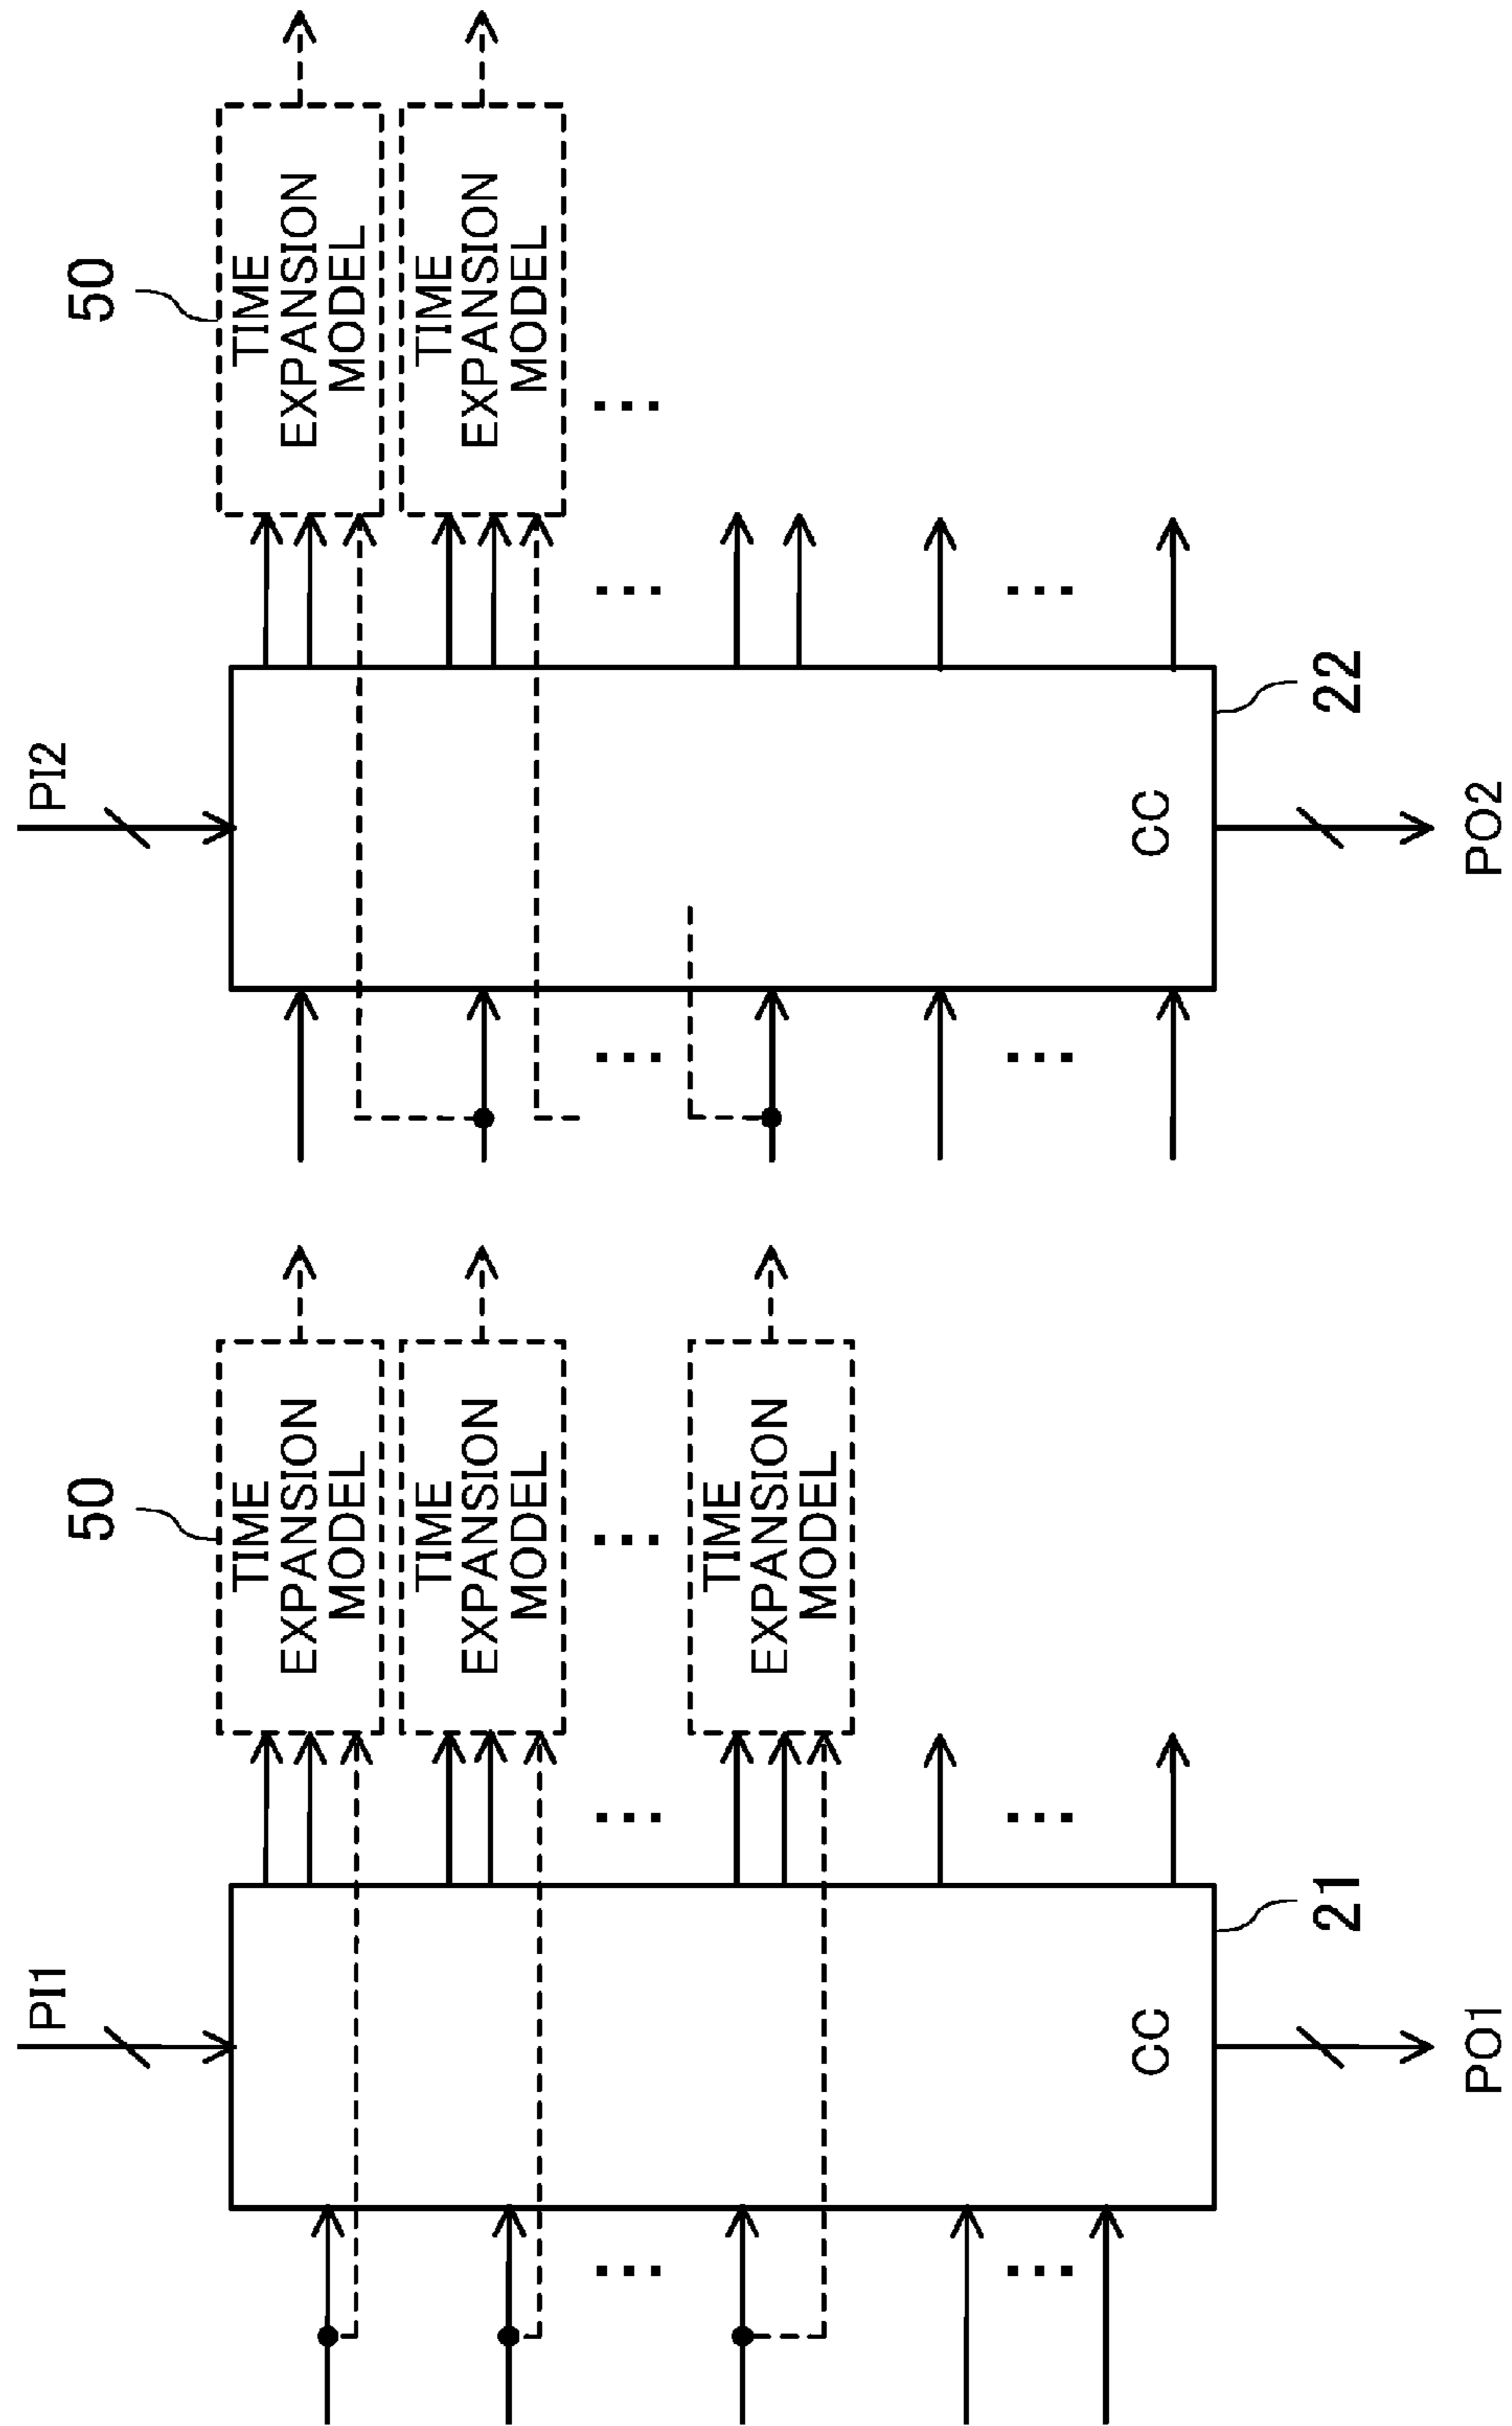 PI1
50
TIME
EXPANSION
MODEL
TIME
EXPANSION
MODEL
TIME
EXPANSION
MODEL
CC
21
PO1
PI2
50
TIME
EXPANSION
MODEL
TIME
EXPANSION
MODEL
CC
22
PO2